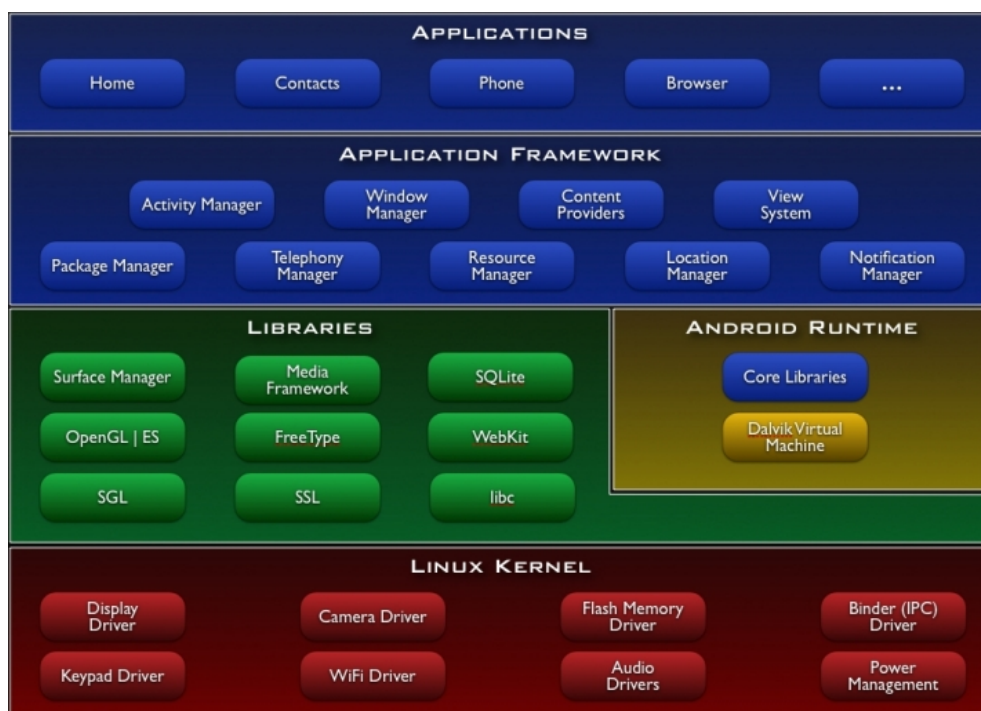 APPLICATIONS
Home
Contacts
Phone
Browser
...
APPLICATION FRAMEWORK
Activity Manager
Window
Manager
Content
Providers
View
System
Package Manager
Telephony
Manager
Resource
Manager
Location
Manager
Notification
Manager
LIBRARIES
Surface Manager
Media
Framework
SQLite
OpenGL | ES
FreeType
WebKit
SGL
SSL
libc
ANDROID RUNTIME
Core Libraries
Dalvik Virtual
Machine
LINUX KERNEL
Display
Driver
Camera Driver
Flash Memory
Driver
Binder (IPC)
Driver
Keypad Driver
WiFi Driver
Audio
Drivers
Power
Management